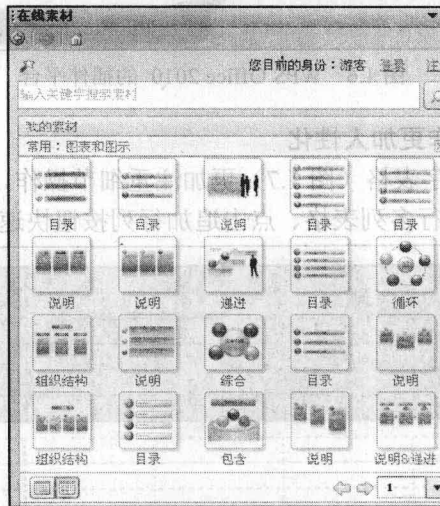 在线素材
您目前的身份：游客 登录 注
输入关键字搜索素材
我的素材
常用：图表和图示
目录 目录 说明 目录 目录
说明 说明 递进 目录 循环
组织结构 说明 综合 目录 说明
组织结构 目录 包含 说明 说明&递进
1